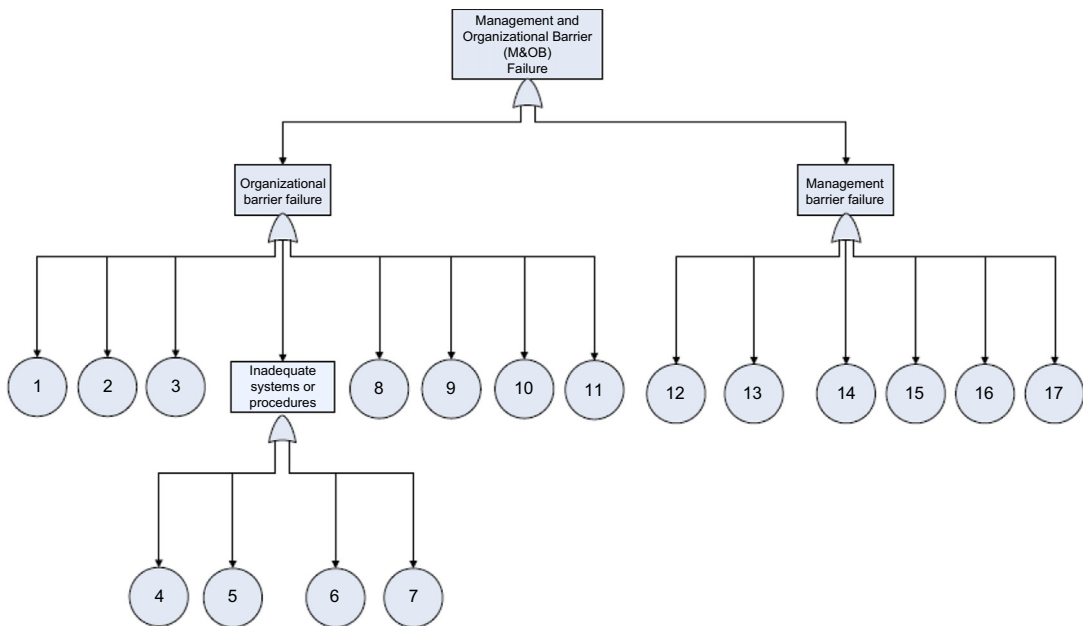 Management and
Organizational Barrier
(M&OB)
Failure
Organizational
barrier failure
Management
barrier failure
1
2
3
Inadequate
systems or
procedures
8
9
10
11
12
13
14
15
16
17
4
5
6
7